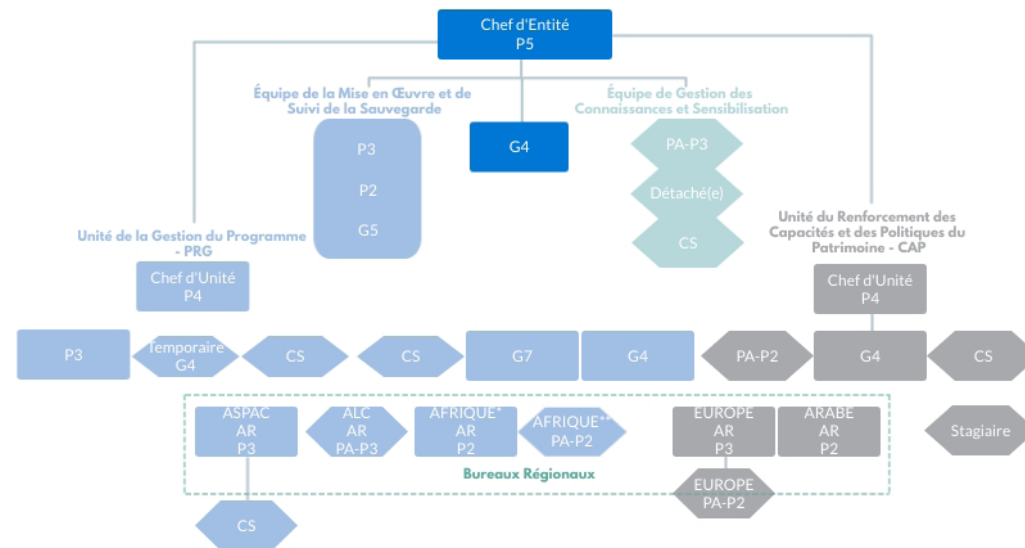 Chef d'Entité
P5
Équipe de la Mise en Œuvre et de
Suivi de la Sauvegarde
P3
P2
G5
G4
Équipe de Gestion des
Connaissances et Sensibilisation
PA-P3
Détaché(e)
CS
Unité de la Gestion du Programme
- PRG
Chef d'Unité
P4
Unité du Renforcement des
Capacités et des Politiques du
Patrimoine - CAP
Chef d'Unité
P4
P3
Temporaire
G4
CS
CS
G7
G4
PA-P2
G4
CS
ASPAC
AR
P3
ALC
AR
PA-P3
AFRIQUE*
AR
P2
AFRIQUE**
PA-P2
EUROPE
AR
P3
ARABE
AR
P2
Stagiaire
Bureaux Régionaux
EUROPE
PA-P2
CS